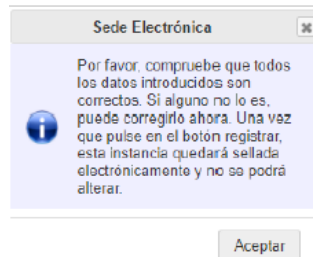 Sede Electrónica
Por favor, compruebe que todos
los datos introducidos son
correctos. Si alguno no lo es,
puede corregirlo ahora. Una vez
que pulse en el botón registrar,
esta instancia quedará sellada
electrónicamente y no se podrá
alterar.
Aceptar